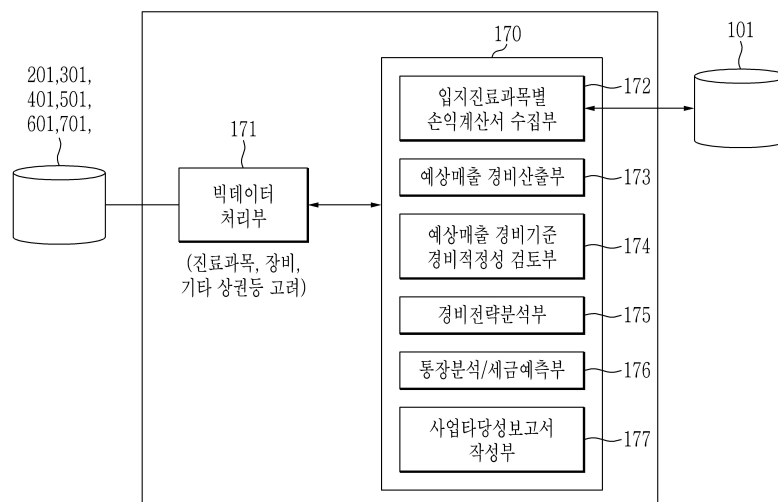 201,301,
401,501,
601,701,
171
빅데이터
처리부
(진료과목, 장비,
기타 상권등 고려)
170
입지진료과목별
손익계산서 수집부
172
예상매출 경비산출부
173
예상매출 경비기준
경비적정성 검토부
174
경비전략분석부
175
통장분석/세금예측부
176
사업타당성보고서
작성부
177
101